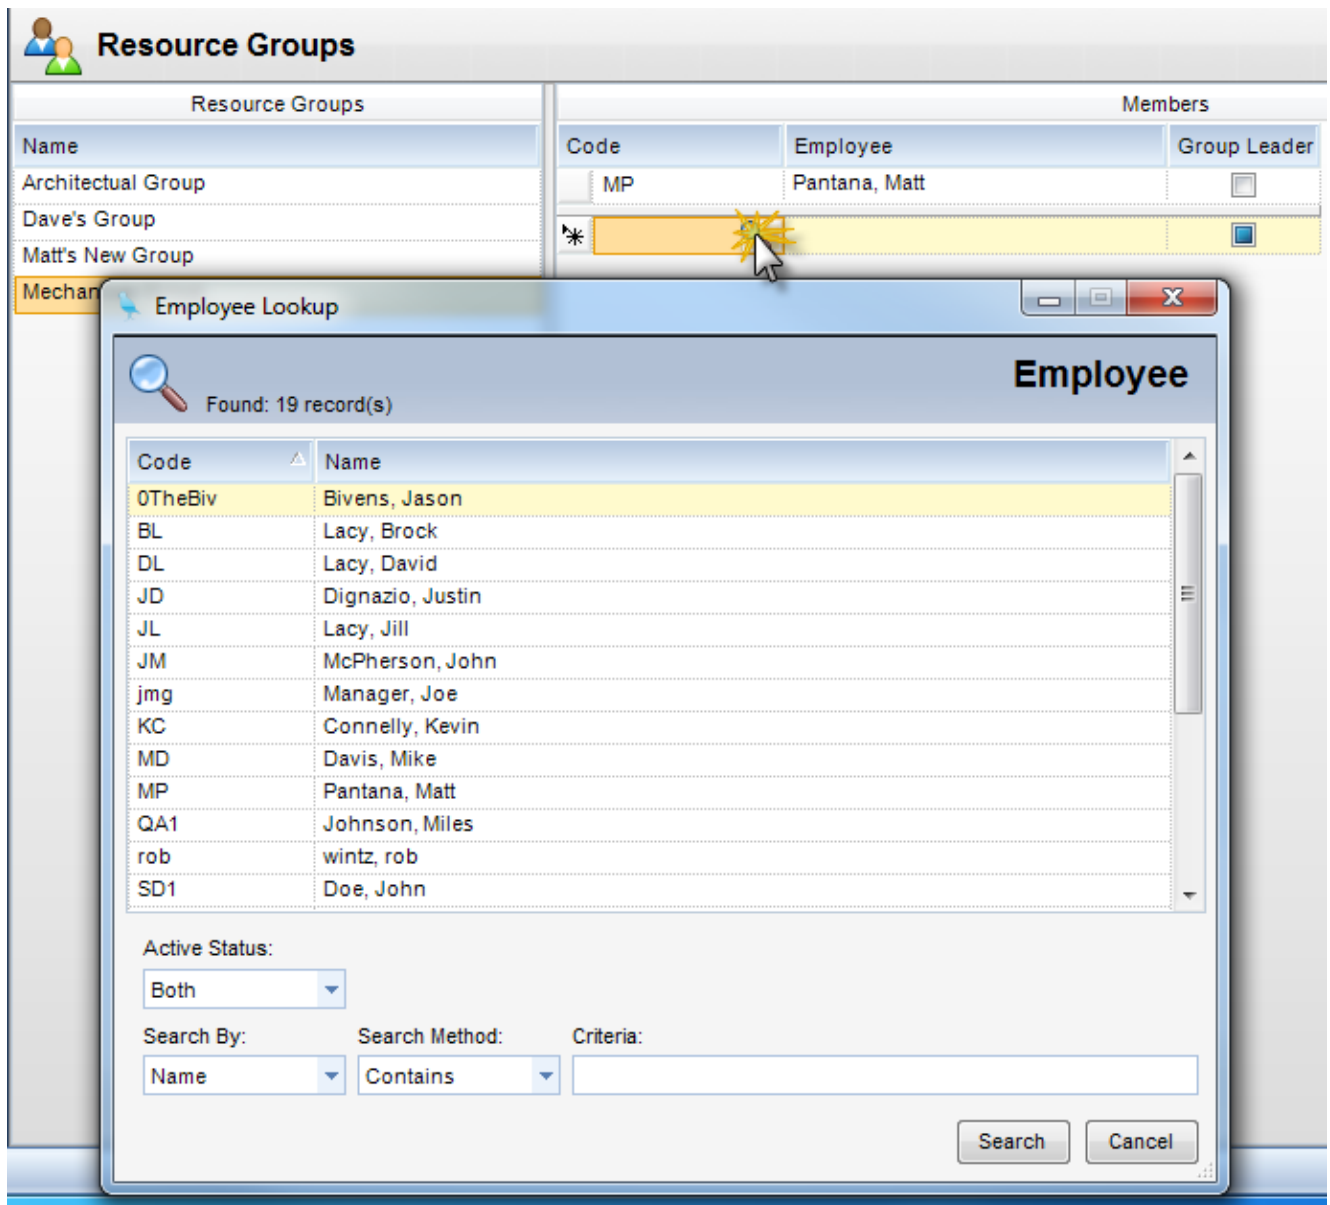 Resource Groups
Resource Groups Members
Name Code Employee Group Leader
Architectual Group MP Pantana, Matt
Dave's Group
Matt's New Group
Mechan
Employee Lookup
Employee
Found: 19 record(s)
Code Name
0TheBiv Bivens, Jason
BL Lacy, Brock
DL Lacy, David
JD Dignazio, Justin
JL Lacy, Jill
JM McPherson, John
jmg Manager, Joe
KC Connelly, Kevin
MD Davis, Mike
MP Pantana, Matt
QA1 Johnson, Miles
rob wintz, rob
SD1 Doe, John
Active Status:
Both
Search By: Search Method: Criteria:
Name Contains
Search Cancel